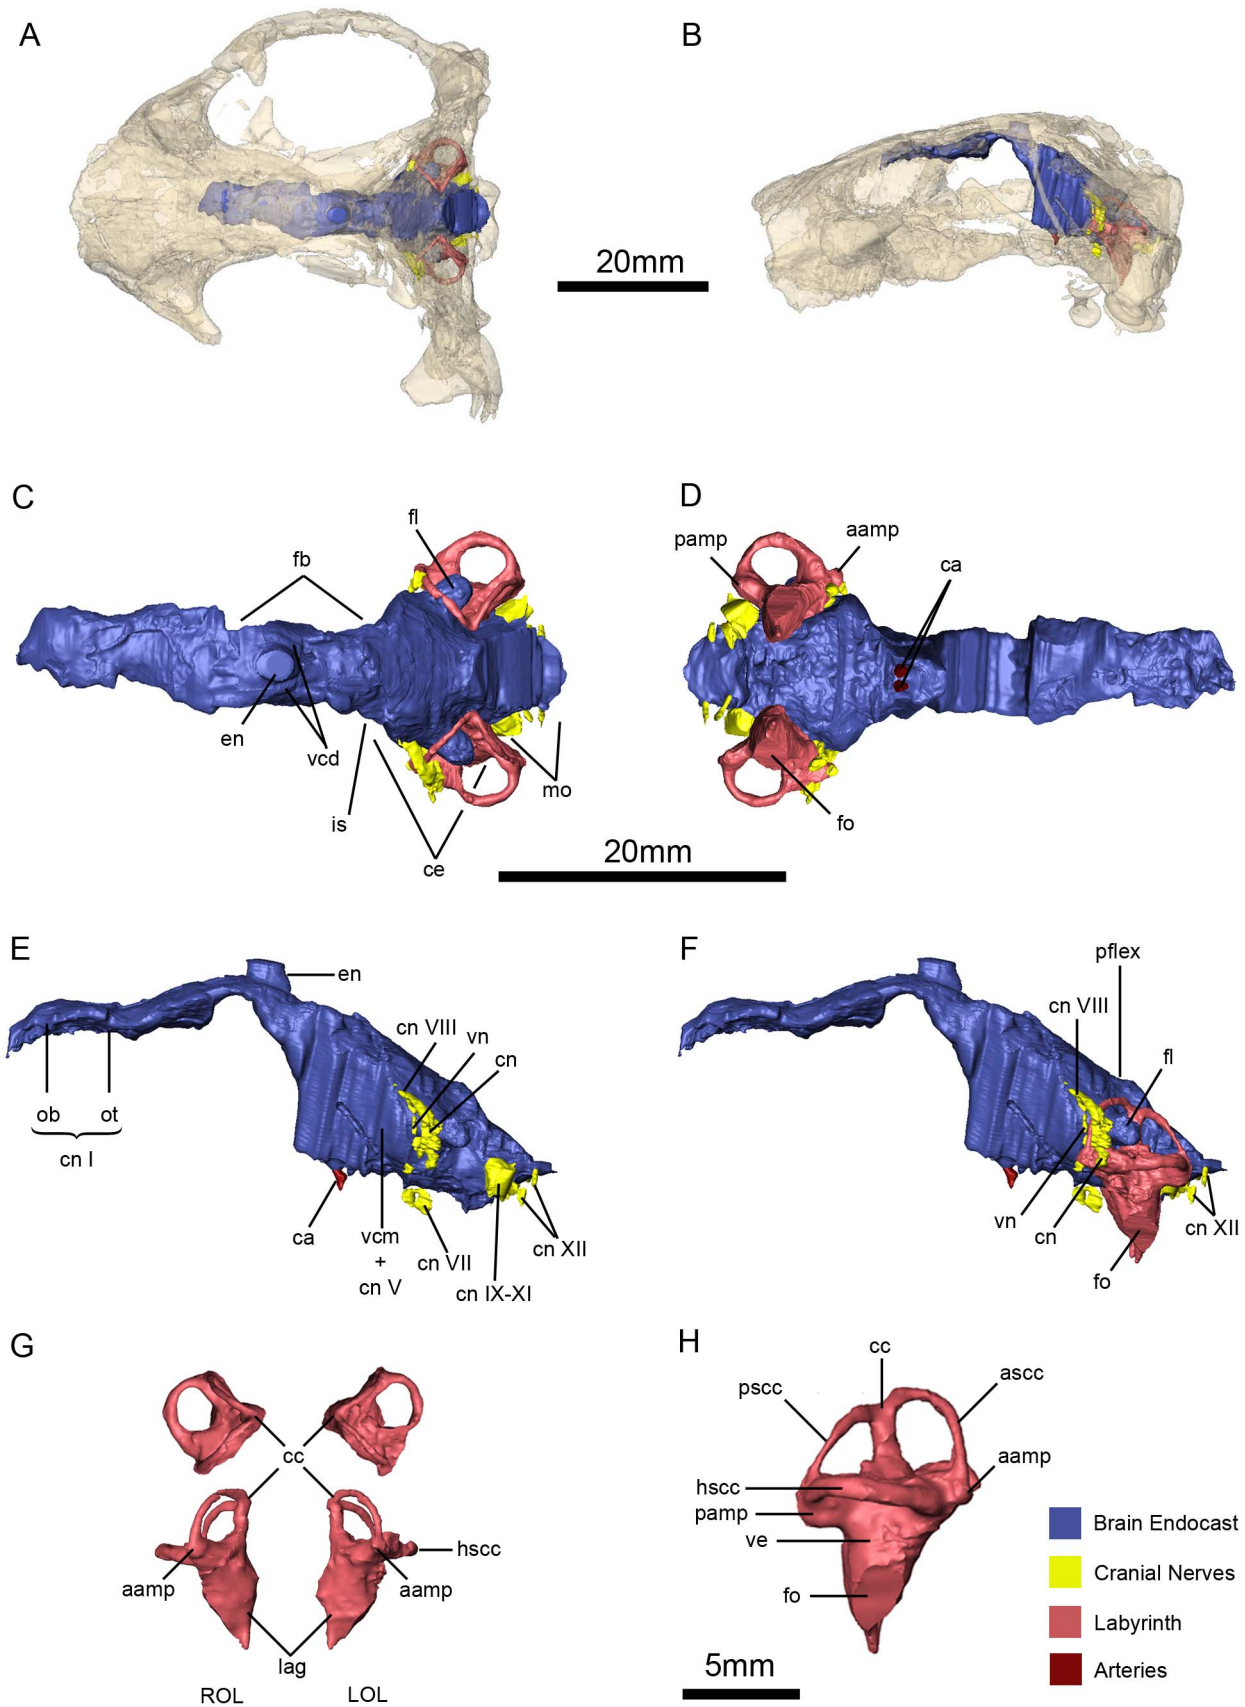 A
B
20mm
C
D
fl
fb
pamp
aamp
ca
en
vcd
is
mo
ce
fo
20mm
E
F
en
pflex
cn VIII
vn
cn
cn VIII
fl
ob
ot
cn I
ca
vcm
+
cn V
cn VII
cn IX-XI
cn XII
vn
cn
fo
cn XII
G
H
cc
pscc
ascc
cc
aamp
hscc
pamp
ve
fo
aamp
aamp
hscc
lag
ROL
LOL
5mm
Brain Endocast
Cranial Nerves
Labyrinth
Arteries